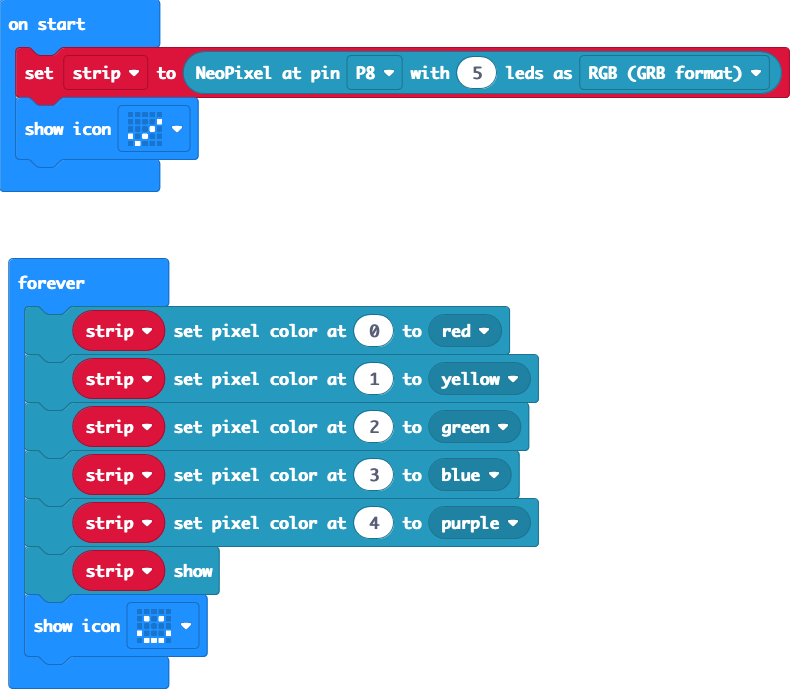 on start
set strip to NeoPixel at pin P8 with 5 leds as RGB (GRB format)
show icon
forever
strip set pixel color at 0 to red
strip set pixel color at 1 to yellow
strip set pixel color at 2 to green
strip set pixel color at 3 to blue
strip set pixel color at 4 to purple
strip show
show icon